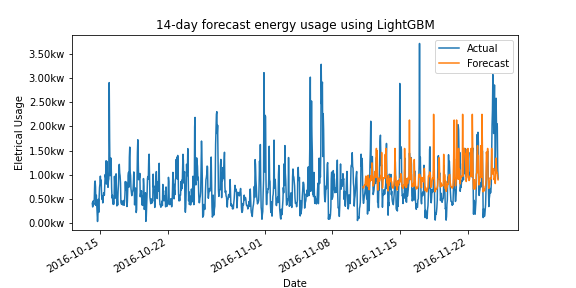 14-day forecast energy usage using LightGBM
Actual
Forecast
Eletrical Usage
3.50kw
3.00kw
2.50kw
2.00kw
1.50kw
1.00kw
0.50kw
0.00kw
2016-10-15
2016-10-22
2016-11-01
2016-11-08
2016-11-15
2016-11-22
Date